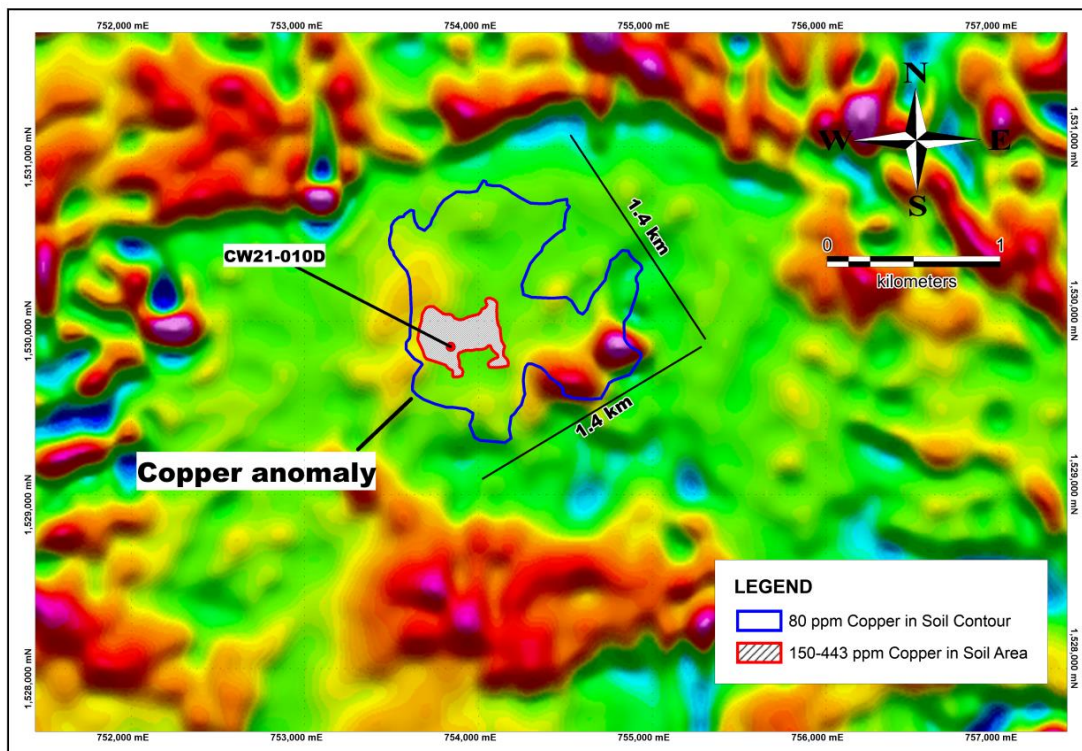 752,000 mE
753,000 mE
754,000 mE
755,000 mE
756,000 mE
757,000 mE
1,531,000 mN
1,531,000 mN
N
W
E
S
0
1
kilometers
1.4 km
CW21-010D
1,530,000 mN
1,530,000 mN
1.4 km
Copper anomaly
1,529,000 mN
1,529,000 mN
LEGEND
80 ppm Copper in Soil Contour
150-443 ppm Copper in Soil Area
1,528,000 mN
1,528,000 mN
752,000 mE
753,000 mE
754,000 mE
755,000 mE
756,000 mE
757,000 mE